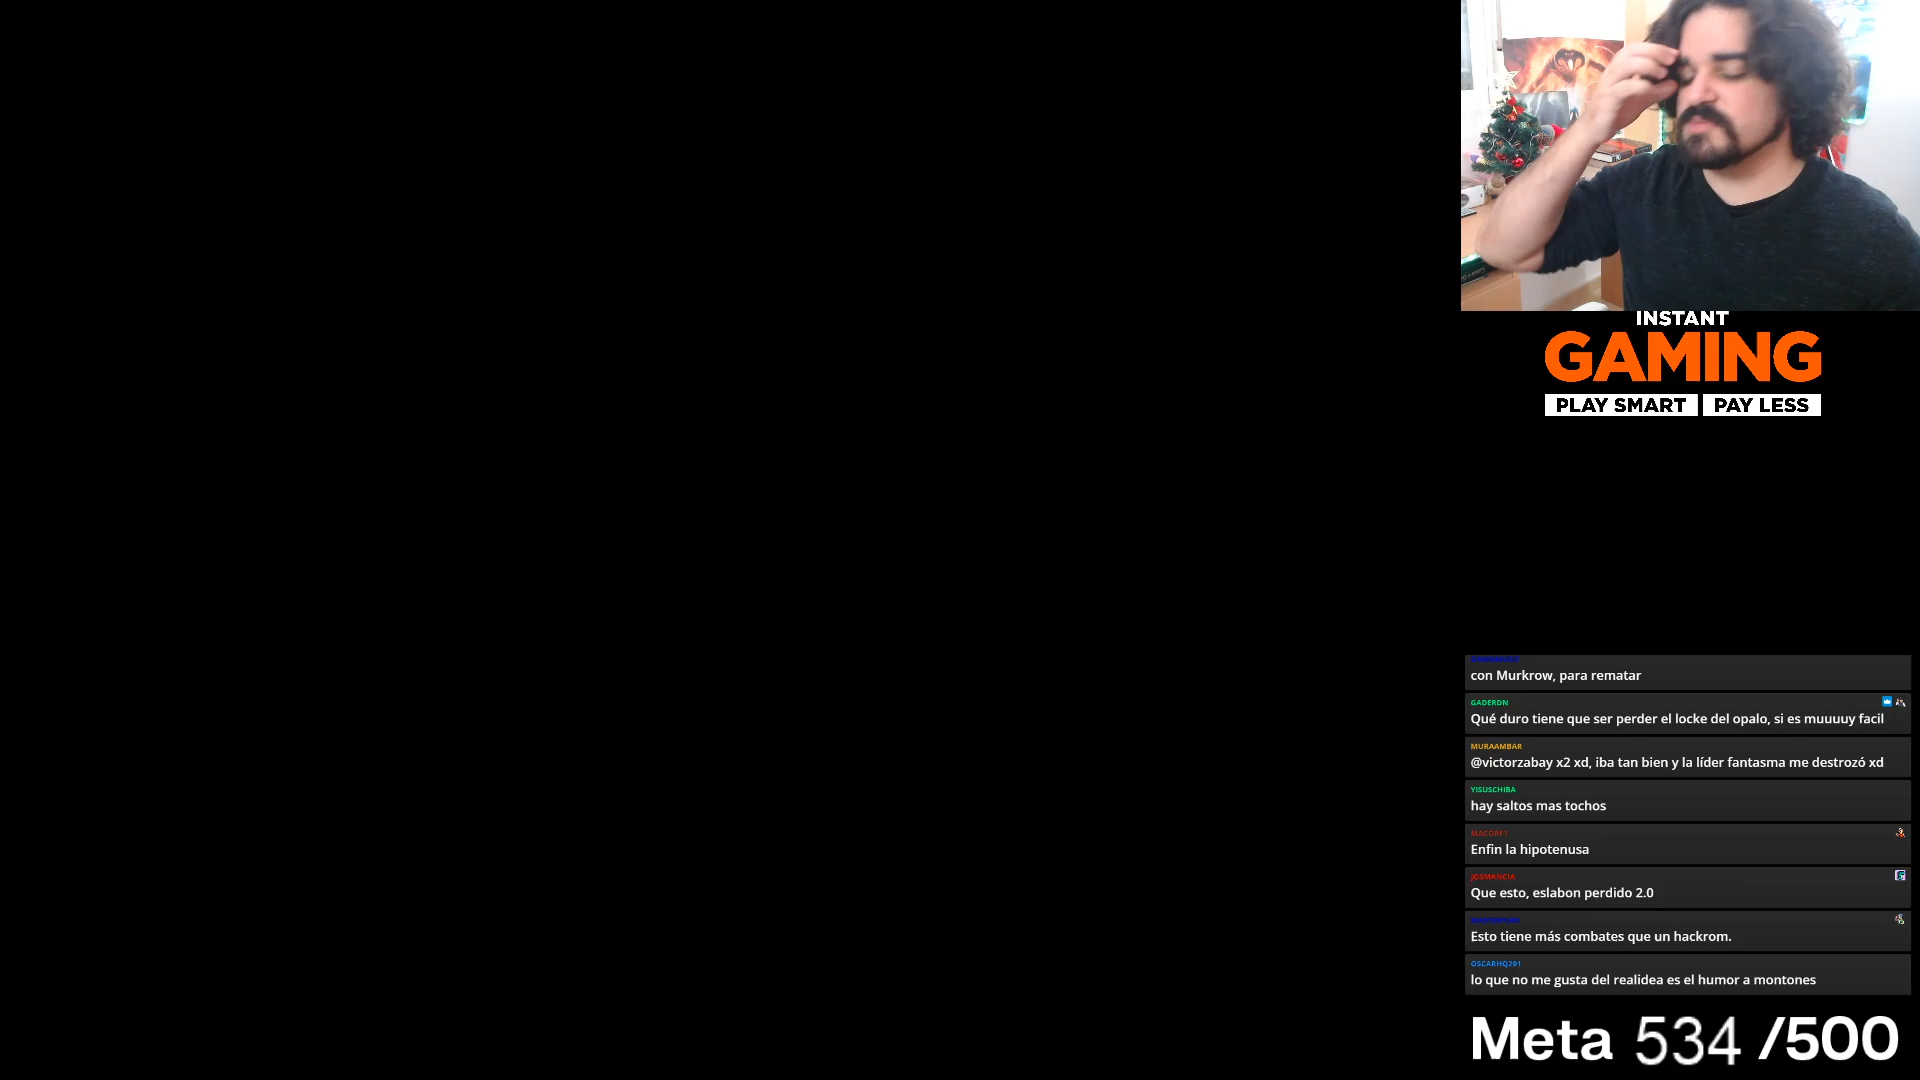 INSTANT
GAMING
PLAY SMART PAY LESS
con Murkrow, para rematar
GADERDN
Qué duro tiene que ser perder el locke del opalo, si es muuuuy facil
MURAAMBAR
@victorzabay x2 xd, iba tan bien y la líder fantasma me destrozó xd
YISUSCHIBA
hay saltos mas tochos
MACORF1
Enfin la hipotenusa
JOSMANCIA
Que esto, eslabon perdido 2.0
Esto tiene más combates que un hackrom.
OSCARHQ291
lo que no me gusta del realidea es el humor a montones
Meta 534 /500